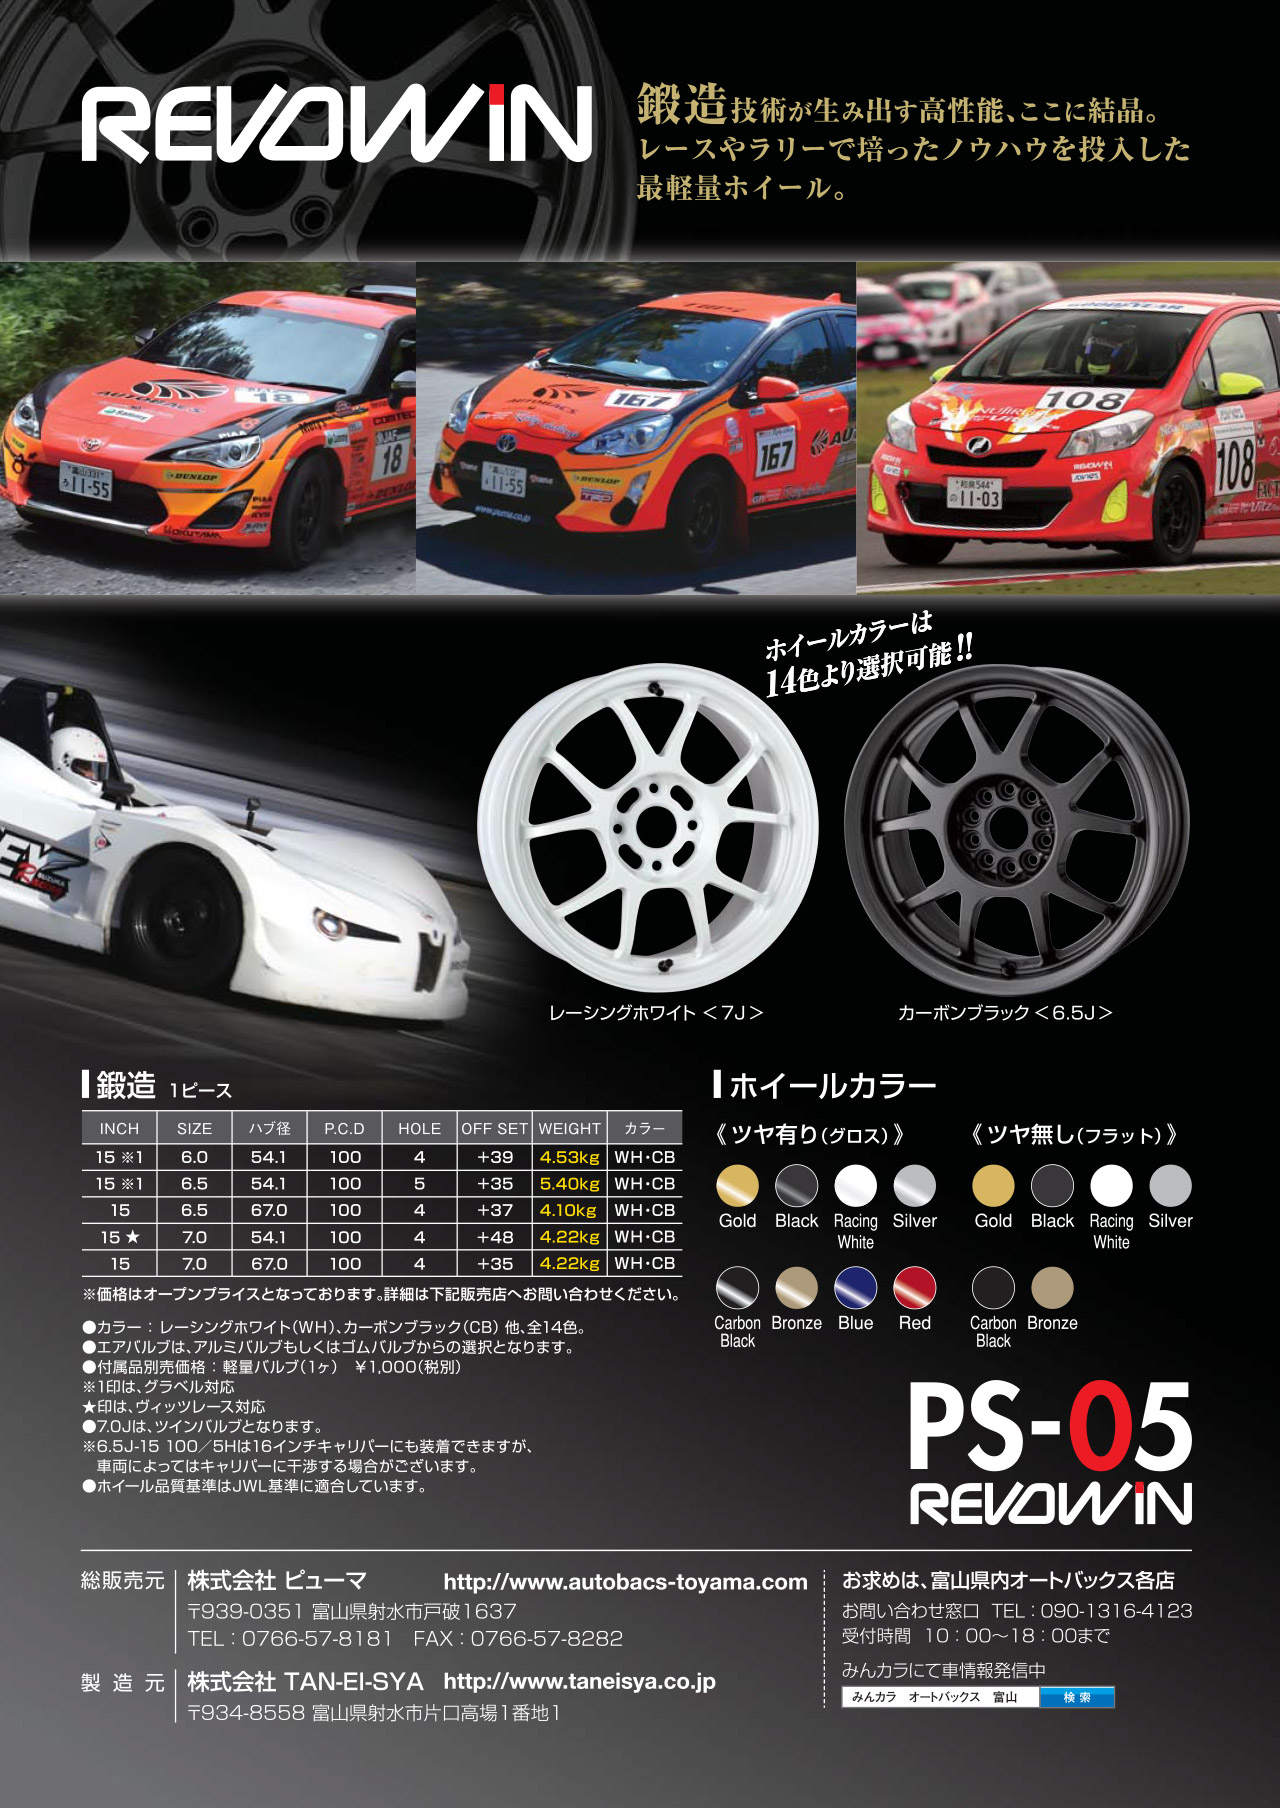 REVOWiN
鍛造技術が生み出す高性能、ここに結晶。
レースやラリーで培ったノウハウを投入した
最軽量ホイール。
AUTOBACS
JAF
18
PIAA
DUNLOP
18
11-55
167
167
DUNLOP
11-55
www.puma.co.jp
GOODYEAR
108
108
REVOWiN
11-03
ホイールカラーは
14色より選択可能!!
レーシングホワイト＜7J＞
カーボンブラック＜6.5J＞
鍛造 1ピース
INCH SIZE ハブ径 P.C.D HOLE OFF SET WEIGHT カラー
15 ※1 6.0 54.1 100 4 +39 4.53kg WH・CB
15 ※1 6.5 54.1 100 5 +35 5.40kg WH・CB
15 6.5 67.0 100 4 +37 4.10kg WH・CB
15 ★ 7.0 54.1 100 4 +48 4.22kg WH・CB
15 7.0 67.0 100 4 +35 4.22kg WH・CB
※価格はオープンプライスとなっております。詳細は下記販売店へお問い合わせください。
●カラー：レーシングホワイト(WH)、カーボンブラック(CB) 他、全14色。
●エアバルブは、アルミバルブもしくはゴムバルブからの選択となります。
●付属品別売価格：軽量バルブ(1ヶ) ￥1,000(税別)
※1印は、グラベル対応
★印は、ヴィッツレース対応
●7.0Jは、ツインバルブとなります。
※6.5J-15 100／5Hは16インチキャリパーにも装着できますが、
車両によってはキャリパーに干渉する場合がございます。
●ホイール品質基準はJWL基準に適合しています。
ホイールカラー
《ツヤ有り(グロス)》
Gold Black Racing White Silver
Carbon Black Bronze Blue Red
《ツヤ無し(フラット)》
Gold Black Racing White Silver
Carbon Black Bronze
PS-05
REVOWiN
総販売元 株式会社 ピューマ http://www.autobacs-toyama.com
〒939-0351 富山県射水市戸破1637
TEL：0766-57-8181 FAX：0766-57-8282
製造元 株式会社 TAN-EI-SYA http://www.taneisya.co.jp
〒934-8558 富山県射水市片口高場1番地1
お求めは、富山県内オートバックス各店
お問い合わせ窓口 TEL：090-1316-4123
受付時間 10：00～18：00まで
みんカラにて車情報発信中
みんカラ オートバックス 富山 検索